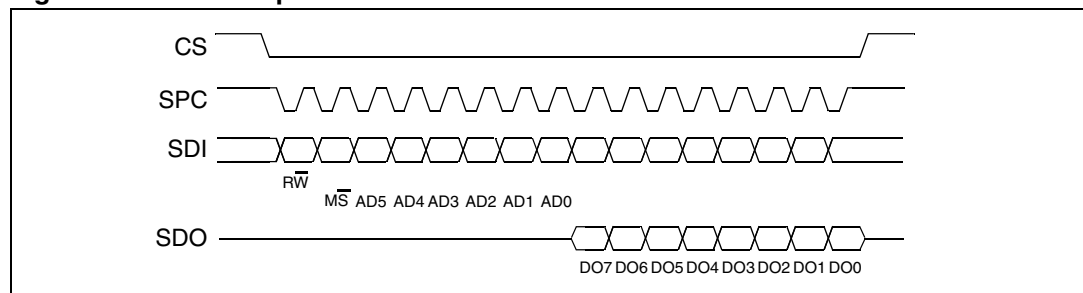 CS
SPC
SDI
RW̅
MS̅ AD5 AD4 AD3 AD2 AD1 AD0
SDO
DO7 DO6 DO5 DO4 DO3 DO2 DO1 DO0